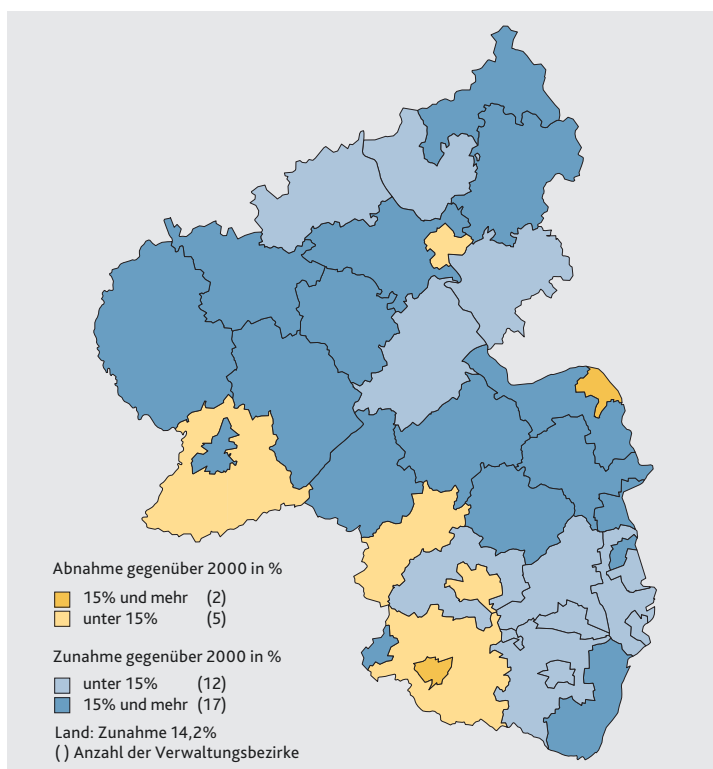 Abnahme gegenüber 2000 in %
15% und mehr (2)
unter 15% (5)
Zunahme gegenüber 2000 in %
unter 15% (12)
15% und mehr (17)
Land: Zunahme 14,2%
( ) Anzahl der Verwaltungsbezirke